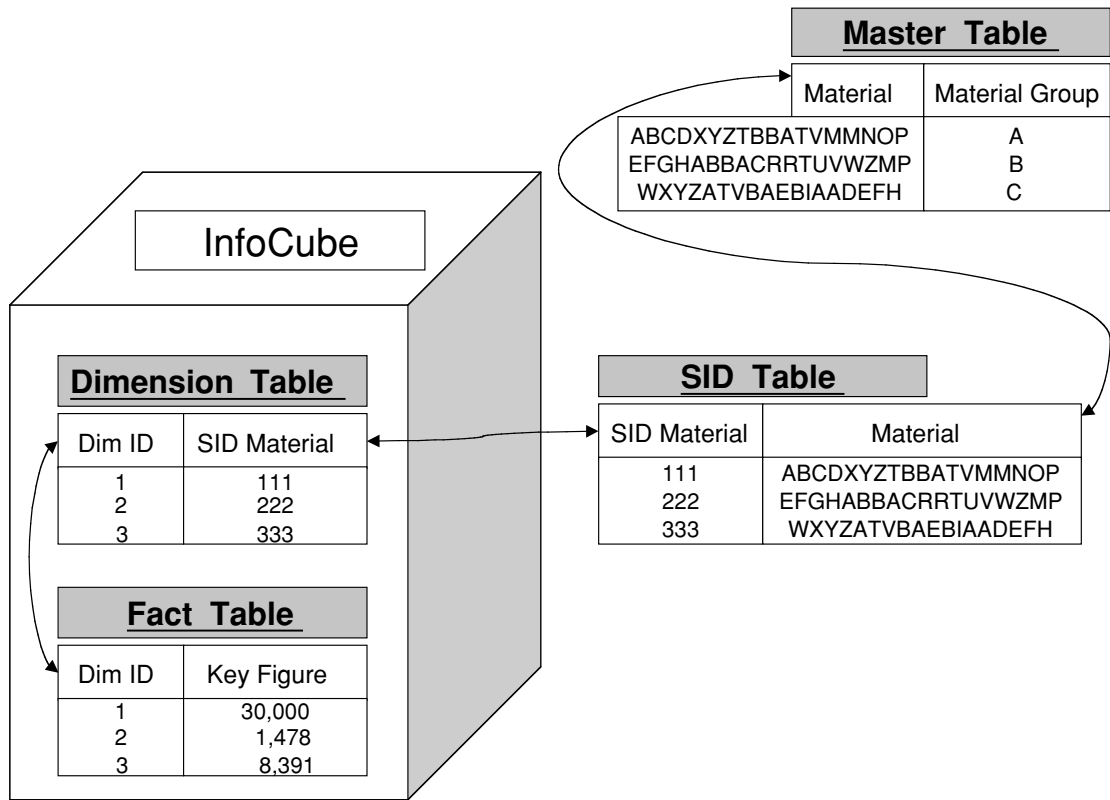 Master Table
Material Material Group
ABCDXYZTBBATVMMNOP A
EFGHABBACRRTUVWZMP B
WXYZATVBAEBIAADEFH C
InfoCube
Dimension Table
Dim ID SID Material
1 111
2 222
3 333
SID Table
SID Material Material
111 ABCDXYZTBBATVMMNOP
222 EFGHABBACRRTUVWZMP
333 WXYZATVBAEBIAADEFH
Fact Table
Dim ID Key Figure
1 30,000
2 1,478
3 8,391